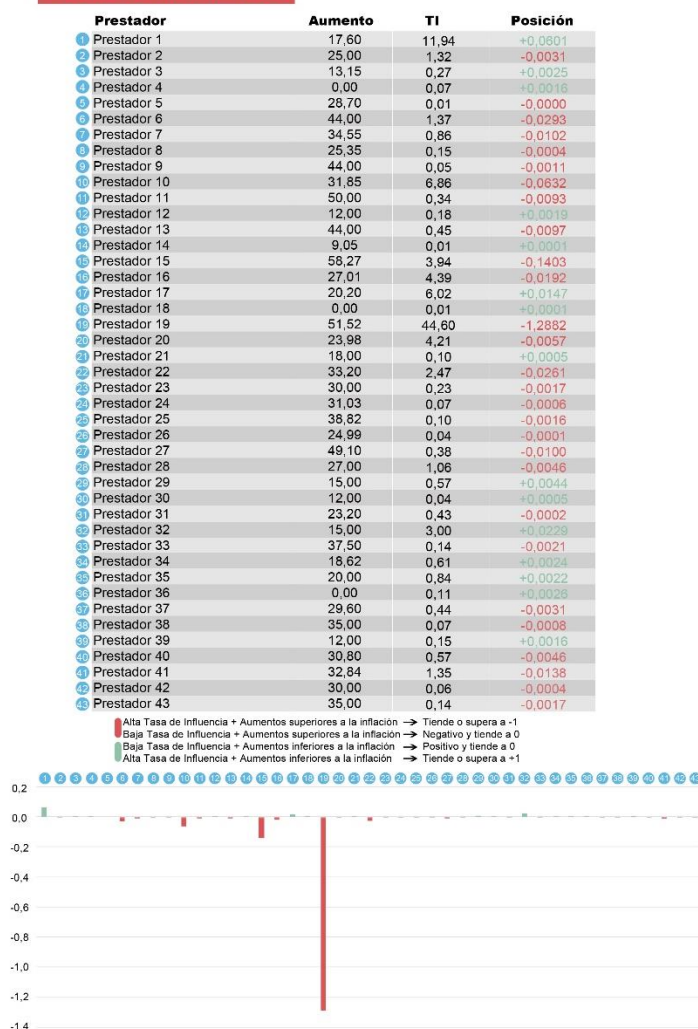 Prestador Aumento TI Posición
1 Prestador 1 17,60 11,94 +0,0601
2 Prestador 2 25,00 1,32 -0,0031
3 Prestador 3 13,15 0,27 +0,0025
4 Prestador 4 0,00 0,07 +0,0016
5 Prestador 5 28,70 0,01 -0,0000
6 Prestador 6 44,00 1,37 -0,0293
7 Prestador 7 34,55 0,86 -0,0102
8 Prestador 8 25,35 0,15 -0,0004
9 Prestador 9 44,00 0,05 -0,0011
10 Prestador 10 31,85 6,86 -0,0632
11 Prestador 11 50,00 0,34 -0,0093
12 Prestador 12 12,00 0,18 +0,0019
13 Prestador 13 44,00 0,45 -0,0097
14 Prestador 14 9,05 0,01 +0,0001
15 Prestador 15 58,27 3,94 -0,1403
16 Prestador 16 27,01 4,39 -0,0192
17 Prestador 17 20,20 6,02 +0,0147
18 Prestador 18 0,00 0,01 +0,0001
19 Prestador 19 51,52 44,60 -1,2882
20 Prestador 20 23,98 4,21 -0,0057
21 Prestador 21 18,00 0,10 +0,0005
22 Prestador 22 33,20 2,47 -0,0261
23 Prestador 23 30,00 0,23 -0,0017
24 Prestador 24 31,03 0,07 -0,0006
25 Prestador 25 38,82 0,10 -0,0016
26 Prestador 26 24,99 0,04 -0,0001
27 Prestador 27 49,10 0,38 -0,0100
28 Prestador 28 27,00 1,06 -0,0046
29 Prestador 29 15,00 0,57 +0,0044
30 Prestador 30 12,00 0,04 +0,0005
31 Prestador 31 23,20 0,43 -0,0002
32 Prestador 32 15,00 3,00 +0,0229
33 Prestador 33 37,50 0,14 -0,0021
34 Prestador 34 18,62 0,61 +0,0024
35 Prestador 35 20,00 0,84 +0,0022
36 Prestador 36 0,00 0,11 +0,0026
37 Prestador 37 29,60 0,44 -0,0031
38 Prestador 38 35,00 0,07 -0,0008
39 Prestador 39 12,00 0,15 +0,0016
40 Prestador 40 30,80 0,57 -0,0046
41 Prestador 41 32,84 1,35 -0,0138
42 Prestador 42 30,00 0,06 -0,0004
43 Prestador 43 35,00 0,14 -0,0017
Alta Tasa de Influencia + Aumentos superiores a la inflación → Tiende o supera a -1
Baja Tasa de Influencia + Aumentos superiores a la inflación → Negativo y tiende a 0
Baja Tasa de Influencia + Aumentos inferiores a la inflación → Positivo y tiende a 0
Alta Tasa de Influencia + Aumentos inferiores a la inflación → Tiende o supera a +1
1 2 3 4 5 6 7 8 9 10 11 12 13 14 15 16 17 18 19 20 21 22 23 24 25 26 27 28 29 30 31 32 33 34 35 36 37 38 39 40 41 42 43
0,2
0,0
-0,2
-0,4
-0,6
-0,8
-1,0
-1,2
-1,4